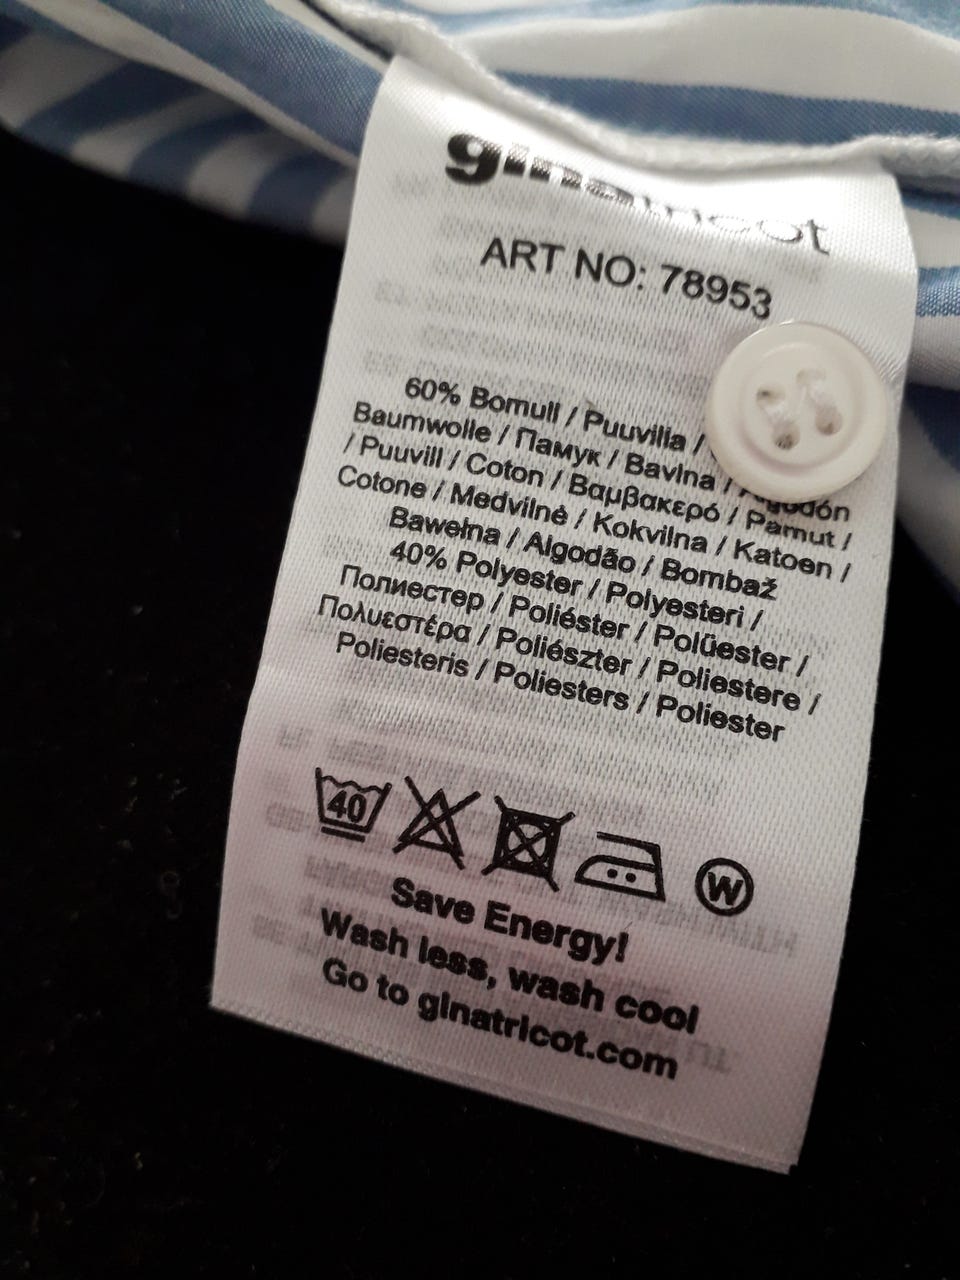 ginatricot
ART NO: 78953
60% Bomull / Puuvilla /
Baumwolle / Памук / Bavlna / Algodón
/ Puuvill / Coton / Βαμβακερό / Pamut /
Cotone / Medvilnė / Kokvilna / Katoen /
Bawełna / Algodão / Bombaž
40% Polyester / Polyesteri /
Полиестер / Poliéster / Polüester /
Πολυεστέρα / Poliészter / Poliestere /
Poliesteris / Poliesters / Poliester
40
W
Save Energy!
Wash less, wash cool
Go to ginatricot.com